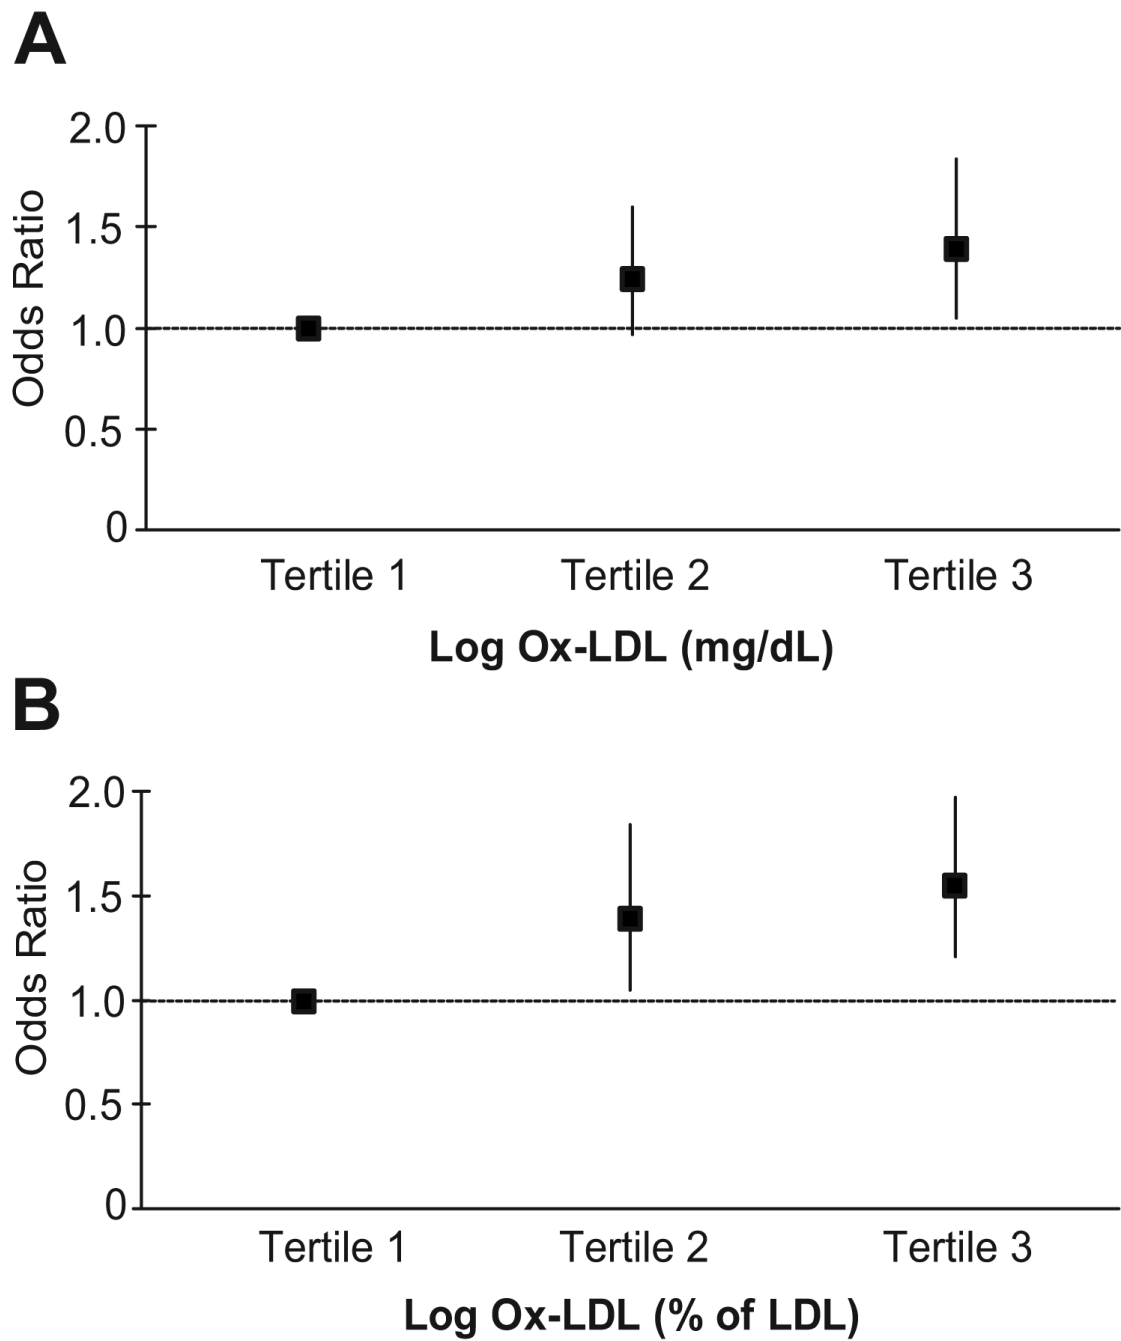 A
2.0
1.5
1.0
0.5
0
Odds Ratio
Tertile 1 Tertile 2 Tertile 3
Log Ox-LDL (mg/dL)
B
2.0
1.5
1.0
0.5
0
Odds Ratio
Tertile 1 Tertile 2 Tertile 3
Log Ox-LDL (% of LDL)